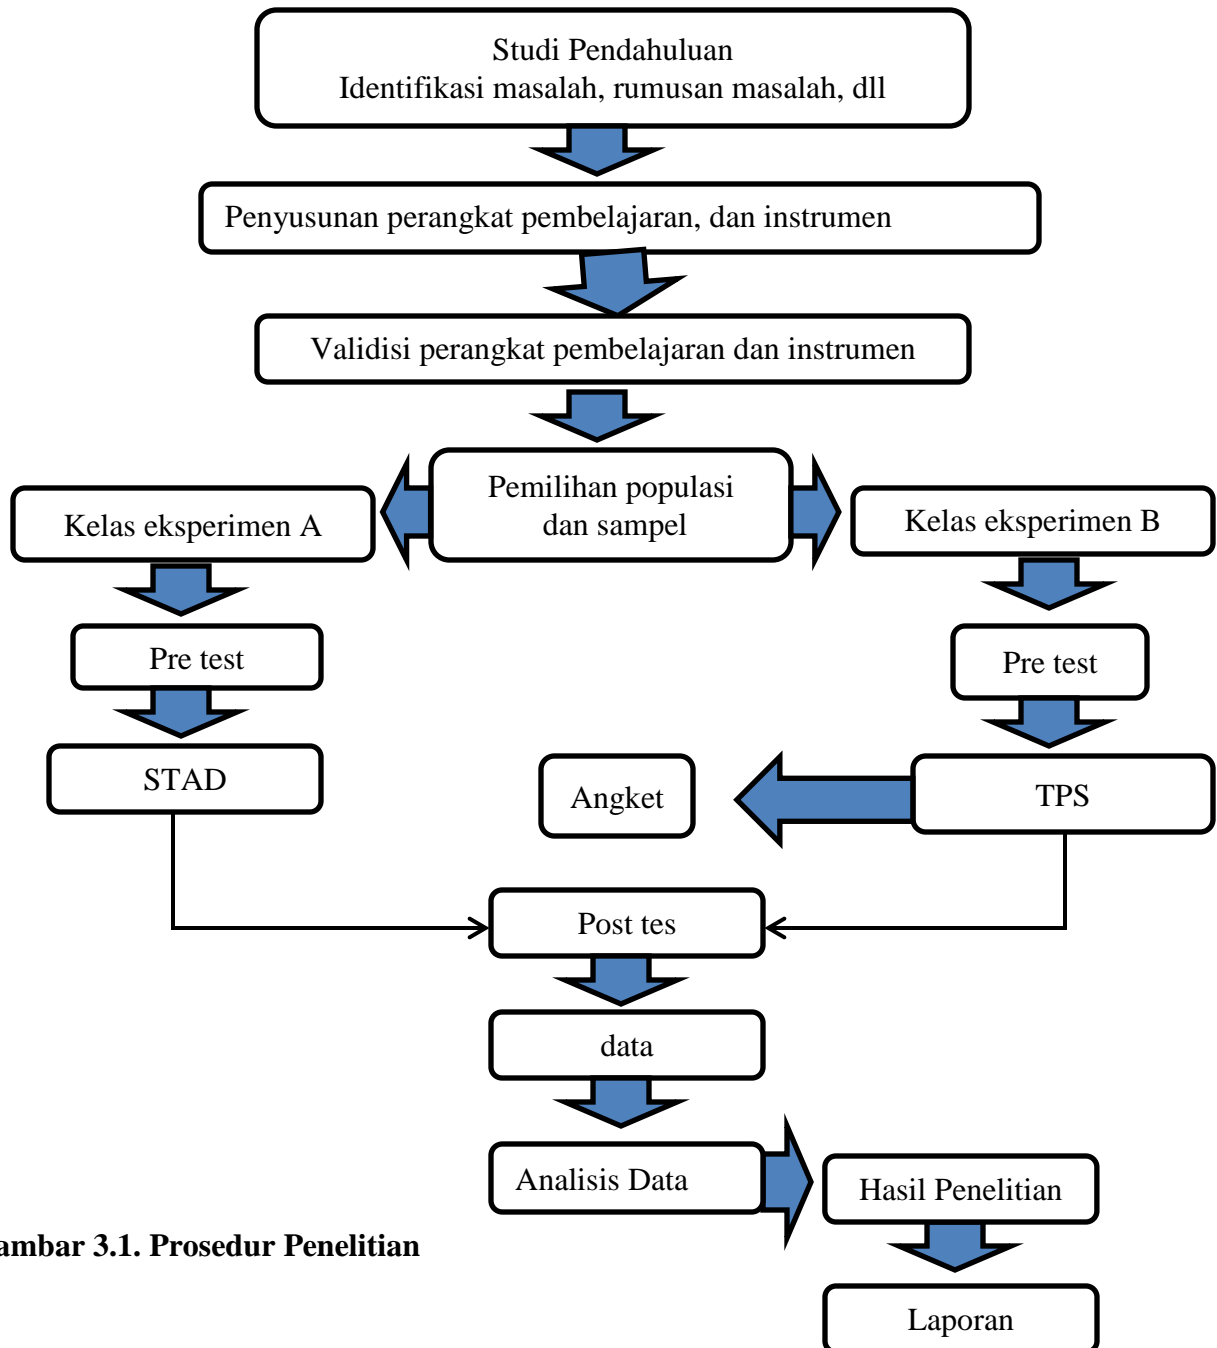 Studi Pendahuluan
Identifikasi masalah, rumusan masalah, dll
Penyusunan perangkat pembelajaran, dan instrumen
Validisi perangkat pembelajaran dan instrumen
Pemilihan populasi
dan sampel
Kelas eksperimen A
Kelas eksperimen B
Pre test
Pre test
STAD
Angket
TPS
Post tes
data
Analisis Data
Hasil Penelitian
ambar 3.1. Prosedur Penelitian
Laporan